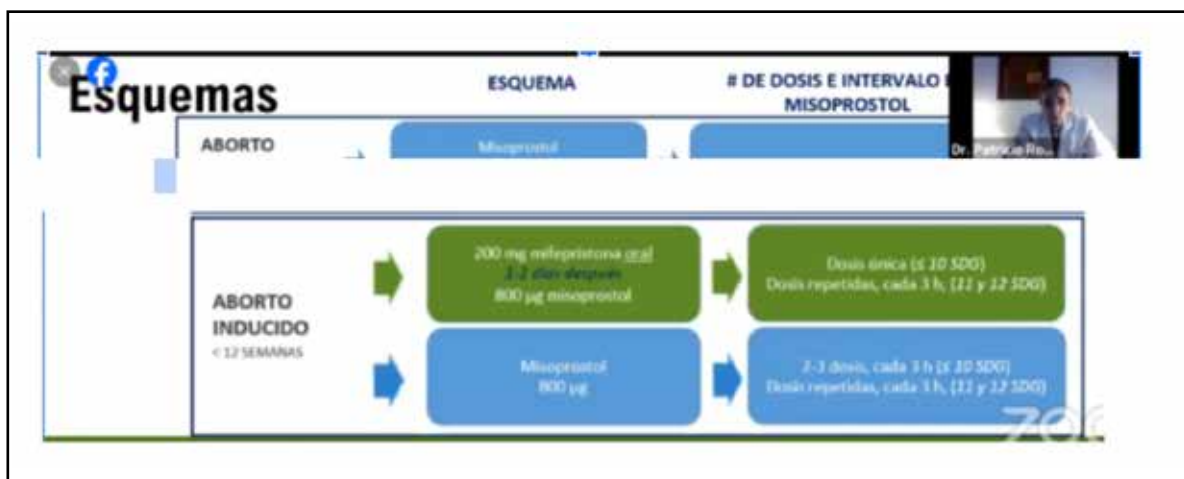 Esquemas
ESQUEMA
# DE DOSIS E INTERVALO
MISOPROSTOL
ABORTO
Misoprostol
Dr. Patricio Ro...
ABORTO
INDUCIDO
< 12 SEMANAS
200 mg mifepristona oral
1-2 días después
800 µg misoprostol
Dosis única (≤ 10 SDG)
Dosis repetidas, cada 3 h, (11 y 12 SDG)
Misoprostol
800 µg
2-3 dosis, cada 3 h (≤ 10 SDG)
Dosis repetidas, cada 3 h, (11 y 12 SDG)